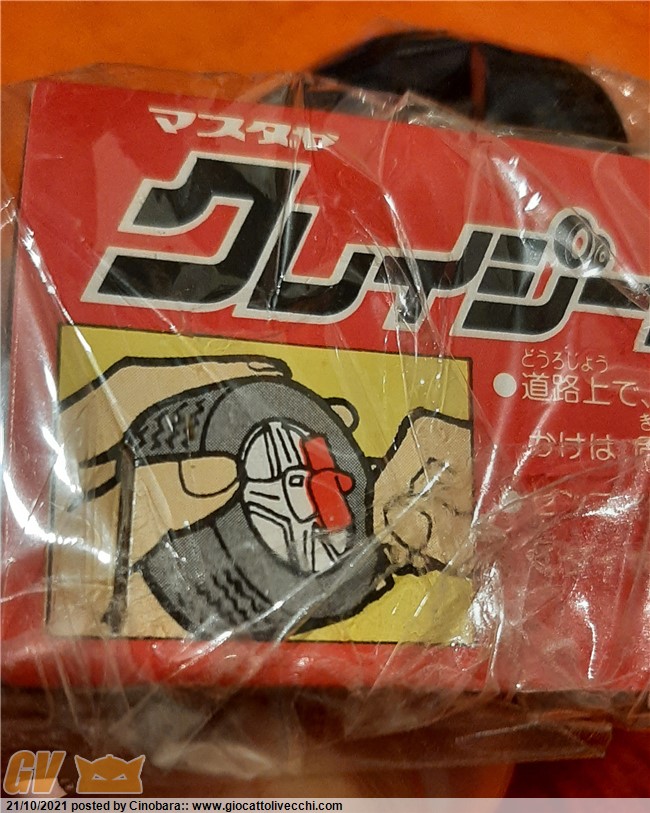 マスダヤ
クレイジー
どうろじょう
●道路上で、
かけは
GV
21/10/2021 posted by Cinobara:: www.giocattolivecchi.com